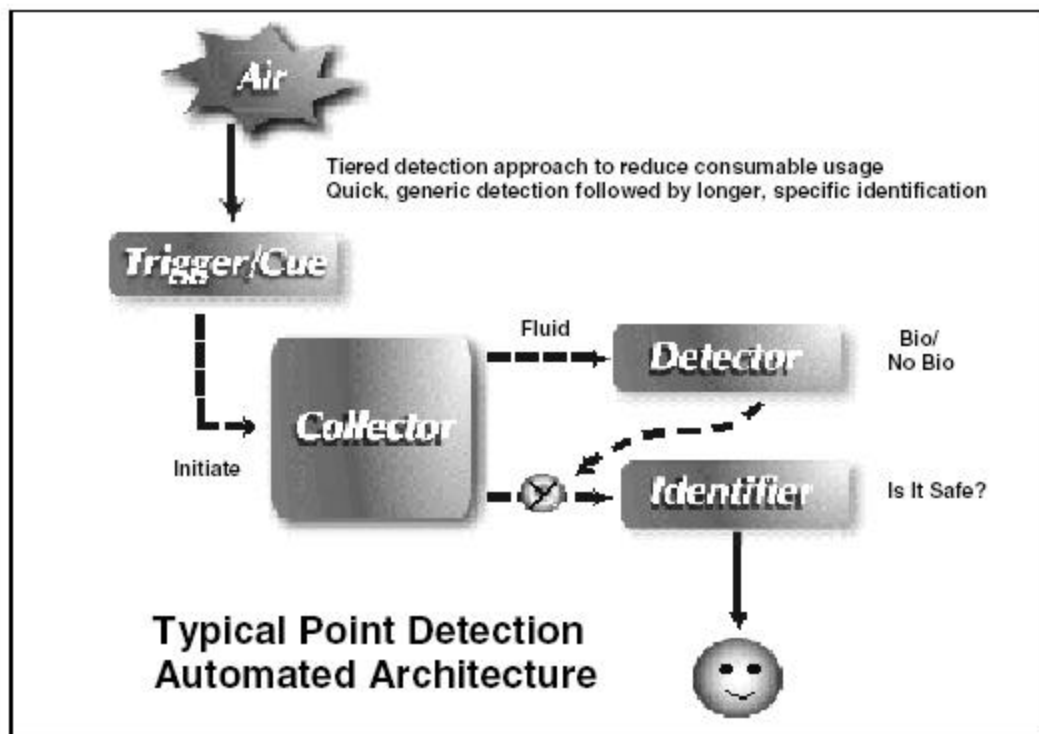 Air
Tiered detection approach to reduce consumable usage
Quick, generic detection followed by longer, specific identification
Trigger/Cue
Initiate
Collector
Fluid
Detector
Bio/
No Bio
Identifier
Is It Safe?
Typical Point Detection
Automated Architecture